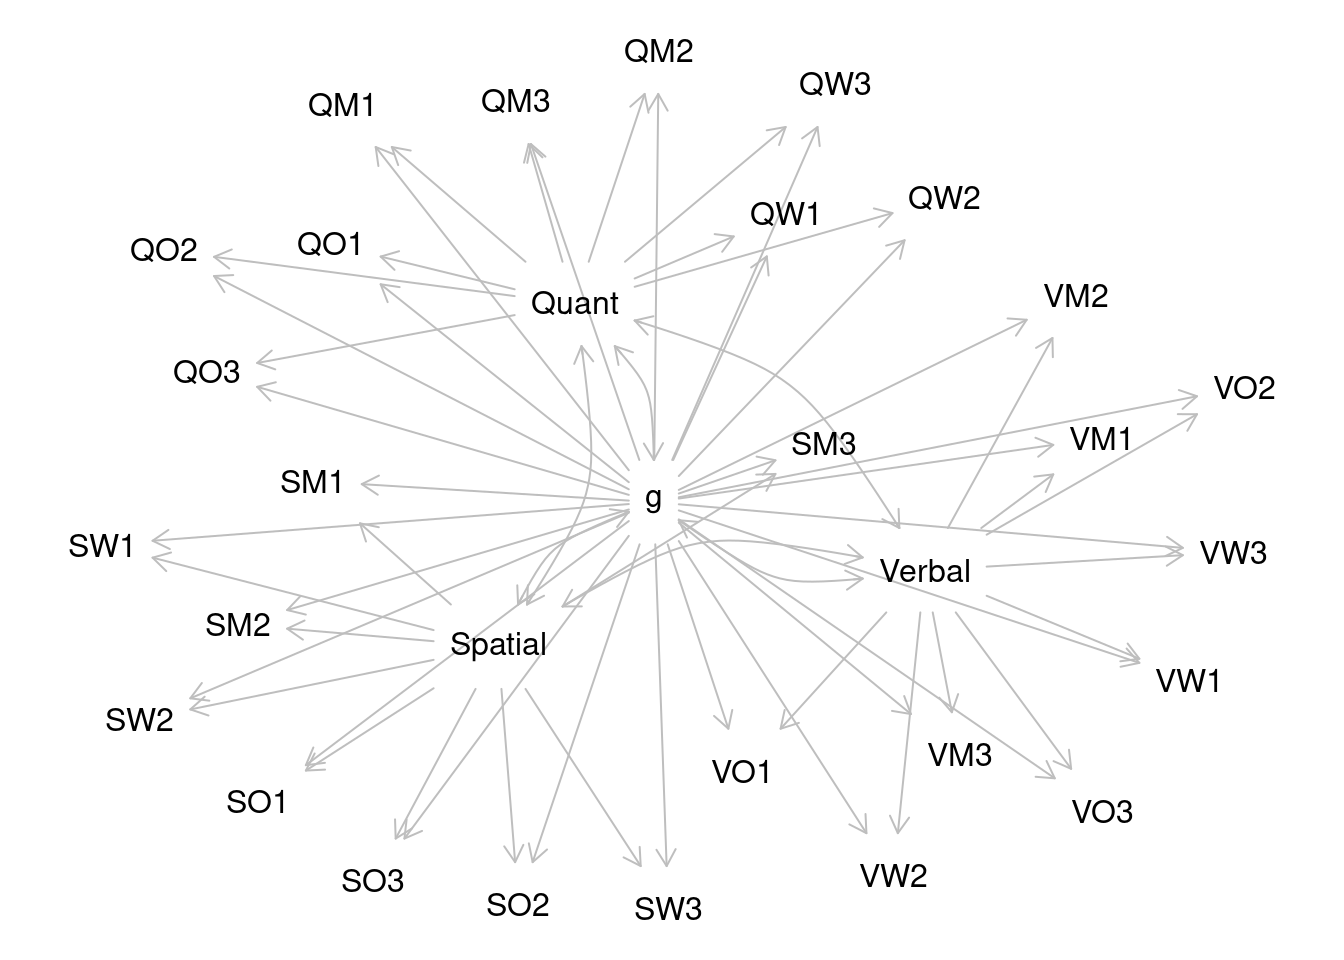 QM2
QW3
QM3
QM1
QW2
QW1
QO1
QO2
VM2
Quant
QO3
VO2
VM1
SM3
SM1
g
SW1
VW3
Verbal
SM2
Spatial
VW1
SW2
VM3
VO1
SO1
VO3
VW2
SO3
SO2
SW3